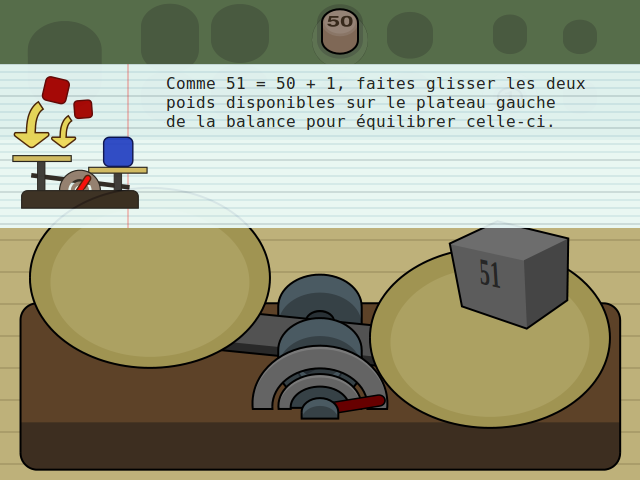 50
Comme 51 = 50 + 1, faites glisser les deux
poids disponibles sur le plateau gauche
de la balance pour équilibrer celle-ci.
51